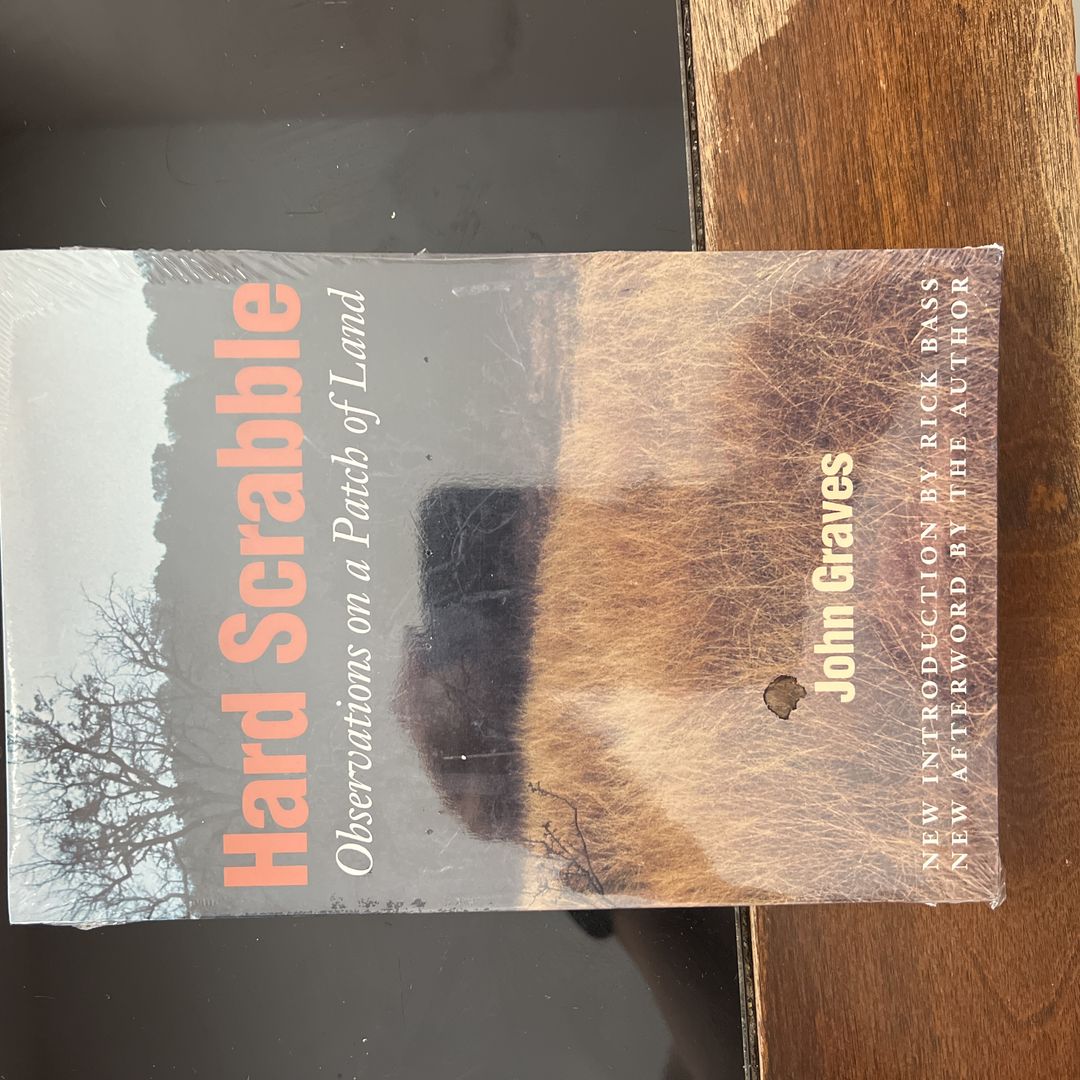 Hard Scrabble
Observations on a Patch of Land
John Graves
NEW INTRODUCTION BY RICK BASS
NEW AFTERWORD BY THE AUTHOR